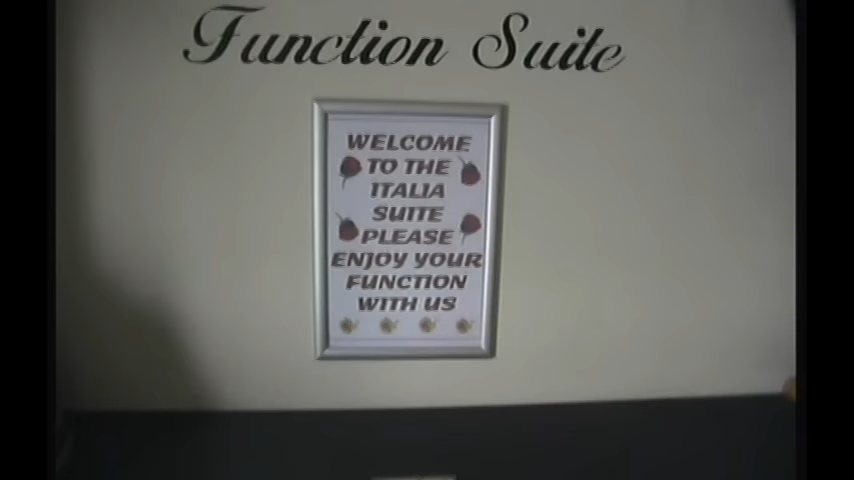 Function Suite
WELCOME
TO THE
ITALIA
SUITE
PLEASE
ENJOY YOUR
FUNCTION
WITH US